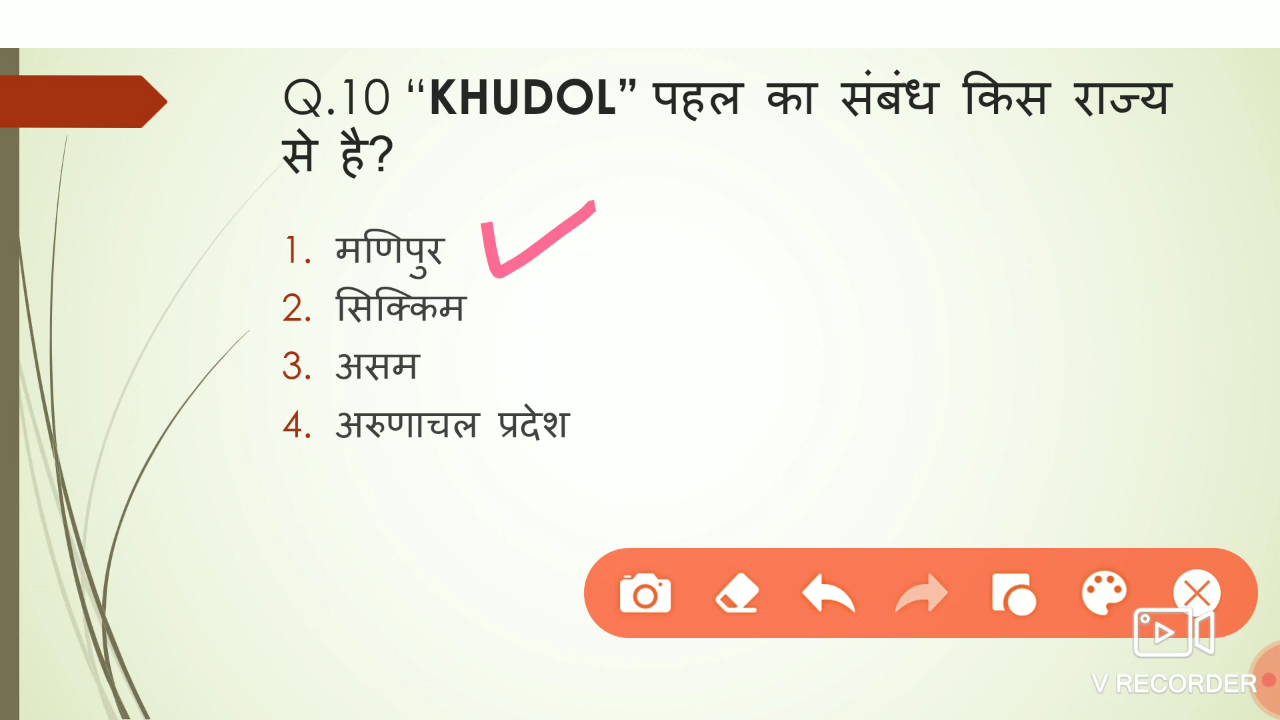 Q.10 “KHUDOL” पहल का संबंध किस राज्य
से है?
1. मणिपुर
2. सिक्किम
3. असम
4. अरुणाचल प्रदेश
V RECORDER